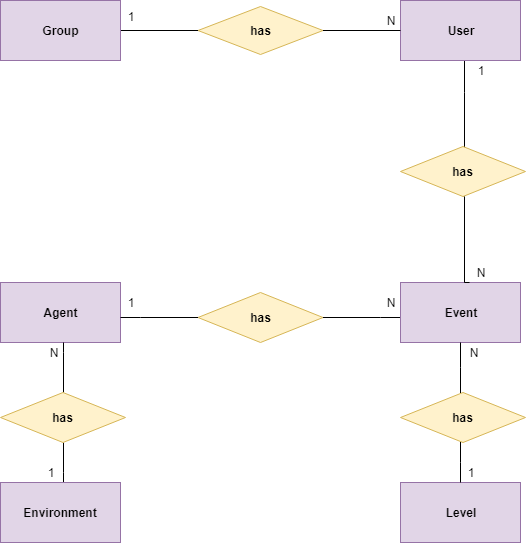 Group
1
has
N
User
1
has
N
Agent
1
has
N
Event
N
has
1
Environment
N
has
1
Level